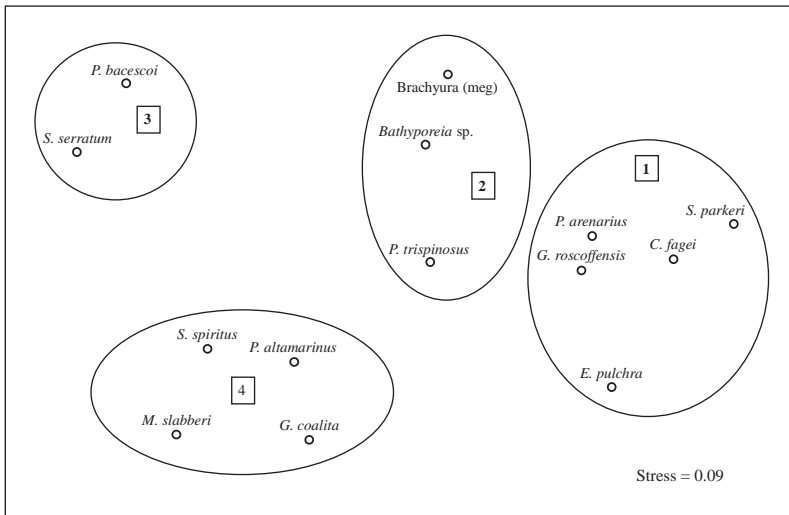 P. bacescoi
3
S. serratum
Brachyura (meg)
Bathyporeia sp.
2
P. trispinosus
1
S. parkeri
P. arenarius
C. fagei
G. roscoffensis
E. pulchra
S. spiritus
P. altamarinus
4
M. slabberi
G. coalita
Stress = 0.09